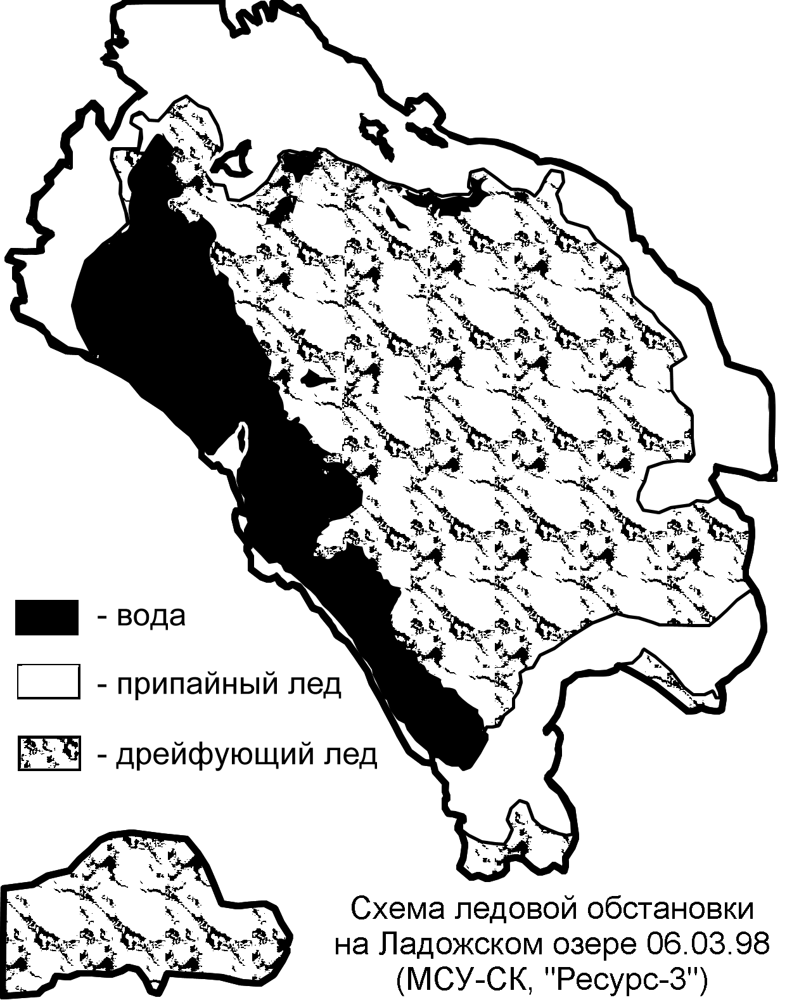 - вода
- припайный лед
- дрейфующий лед
Схема ледовой обстановки
на Ладожском озере 06.03.98
(МСУ-СК, "Ресурс-3")